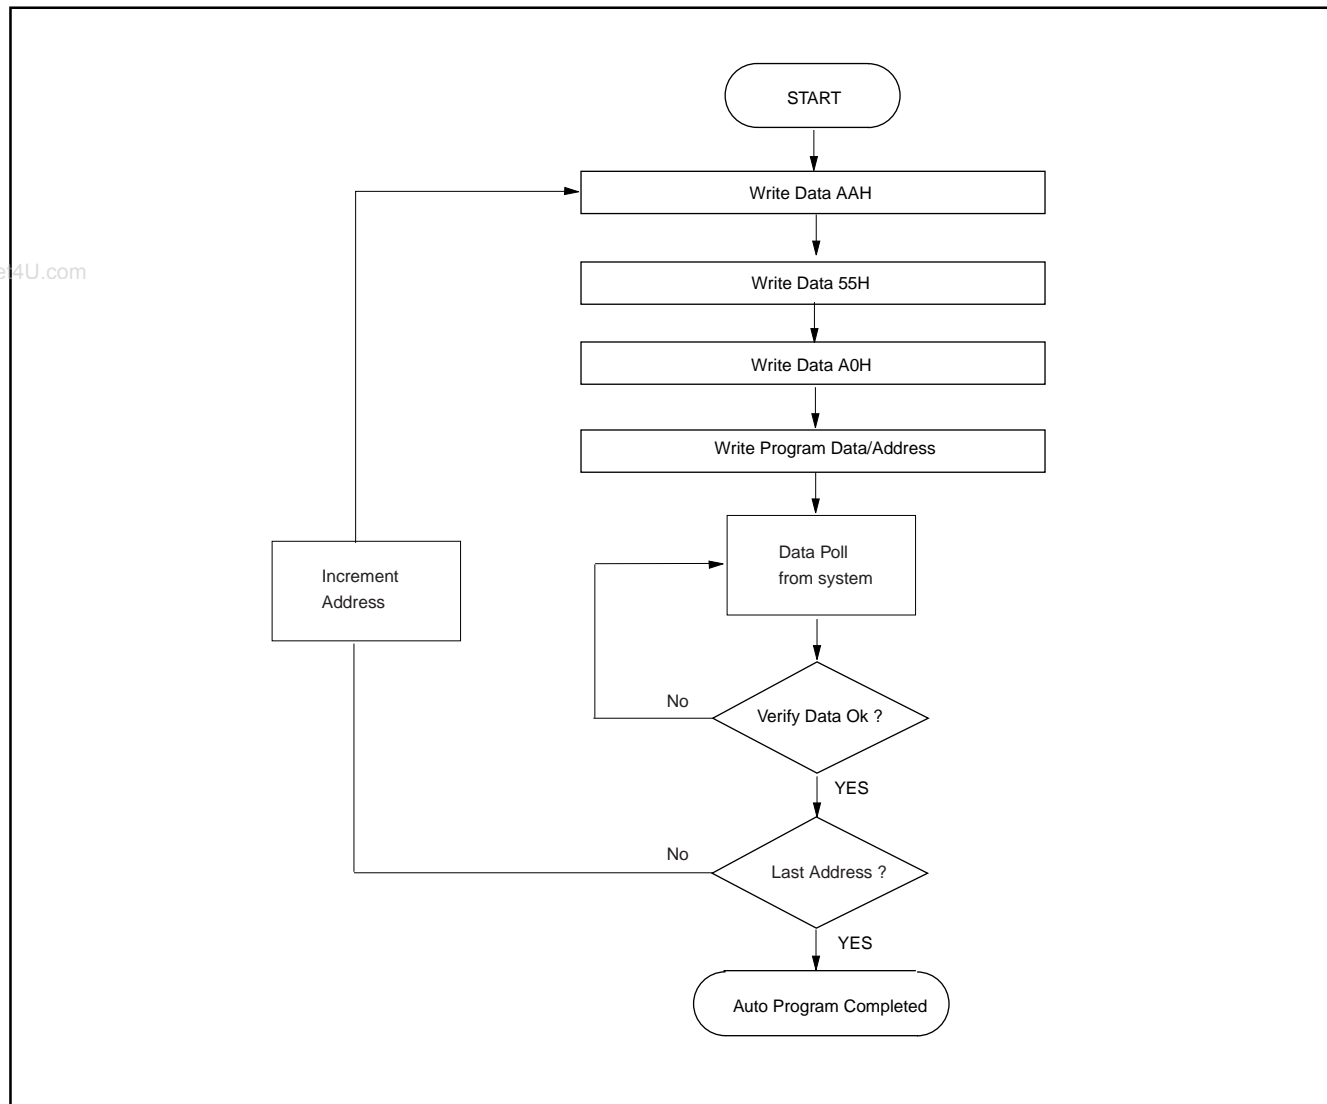 START
Write Data AAH
et4U.com
Write Data 55H
Write Data A0H
Write Program Data/Address
Data Poll
from system
Increment
Address
No
Verify Data Ok ?
YES
No
Last Address ?
YES
Auto Program Completed